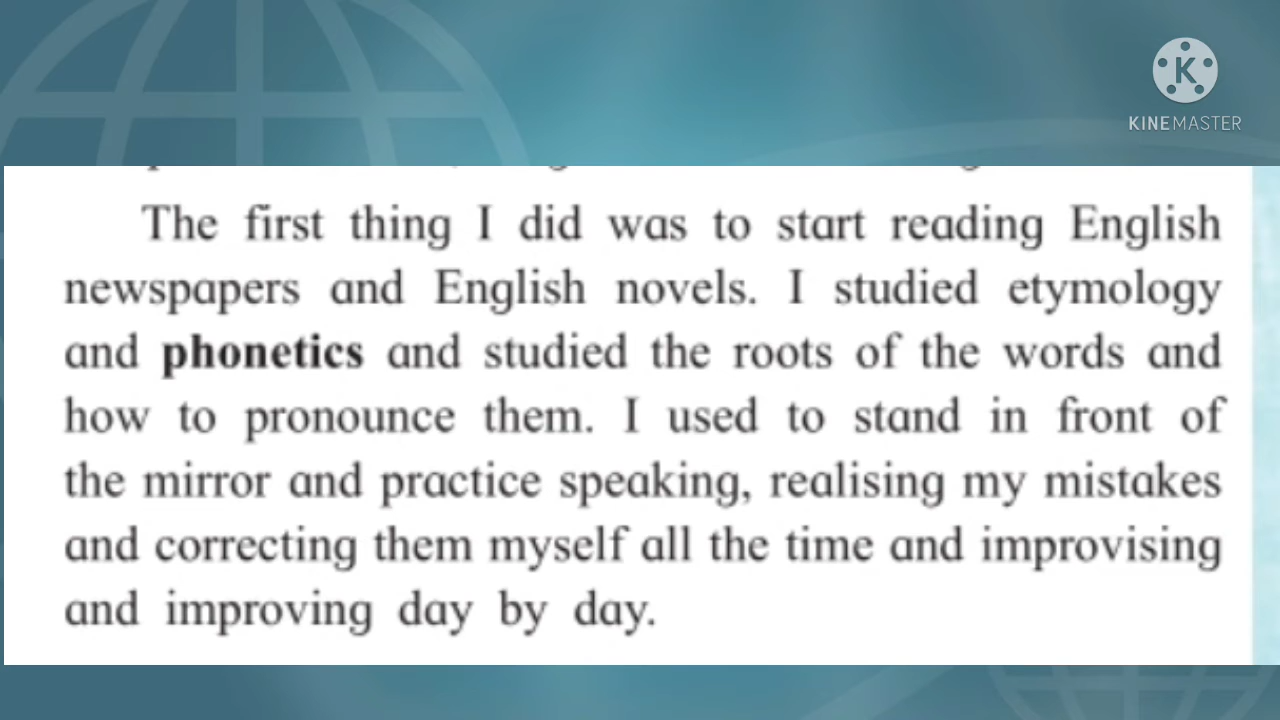 KINEMASTER
The first thing I did was to start reading English
newspapers and English novels. I studied etymology
and phonetics and studied the roots of the words and
how to pronounce them. I used to stand in front of
the mirror and practice speaking, realising my mistakes
and correcting them myself all the time and improvising
and improving day by day.